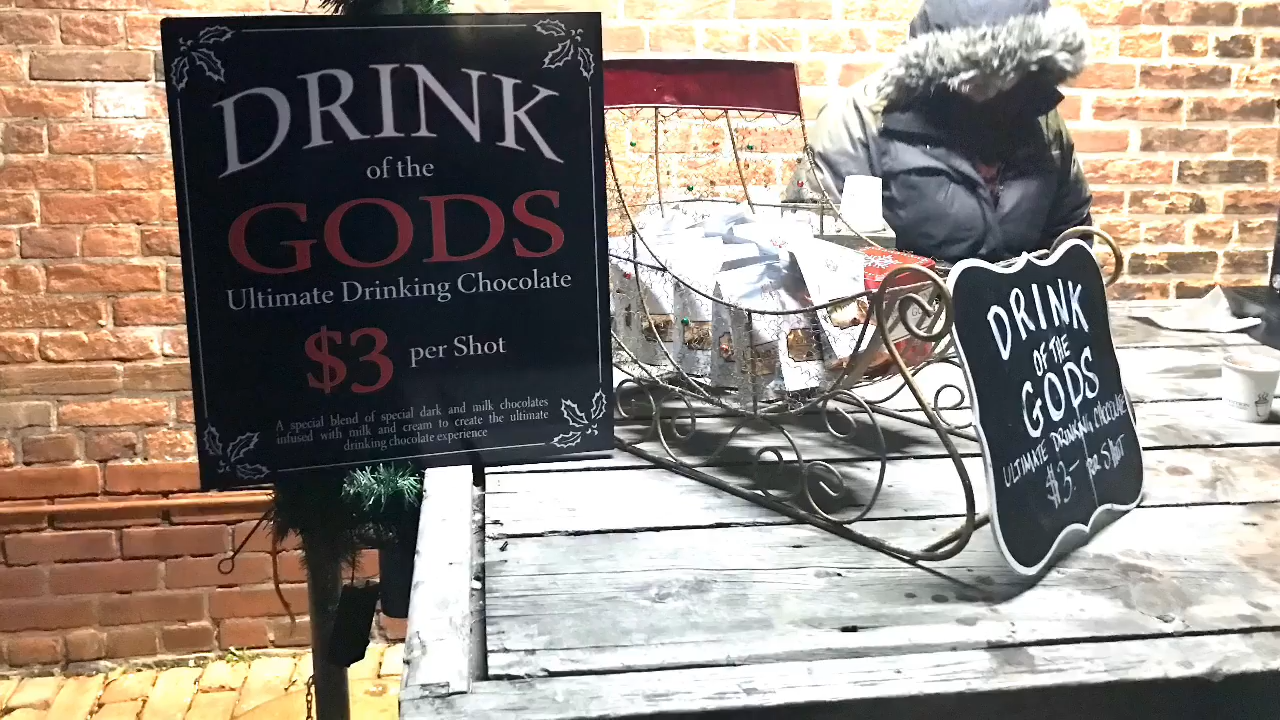 DRINK
of the
GODS
Ultimate Drinking Chocolate
$3 per Shot
A special blend of special dark and milk chocolates
infused with milk and cream to create the ultimate
drinking chocolate experience
DRINK
OF THE
GODS
ULTIMATE DRINKING CHOCOLATE
$3- PER SHOT